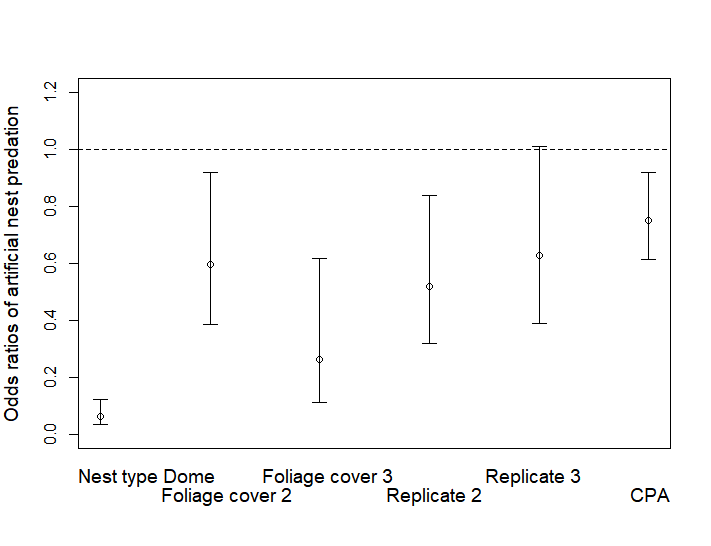 Odds ratios of artificial nest predation
1.2
1.0
0.8
0.6
0.4
0.2
0.0
Nest type Dome
Foliage cover 2
Foliage cover 3
Replicate 2
Replicate 3
CPA